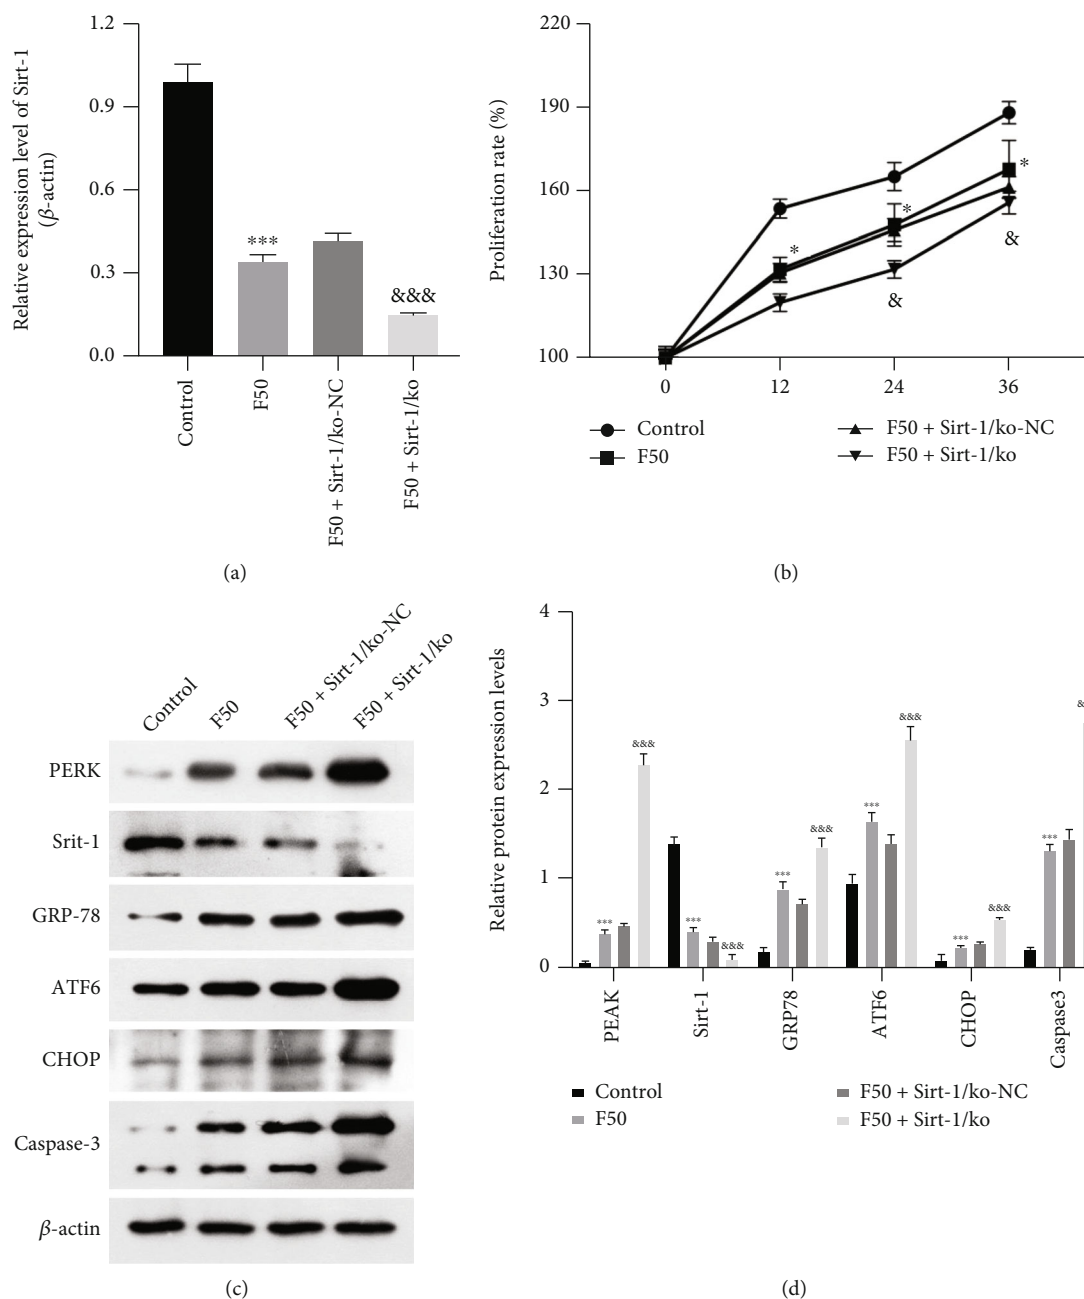 Relative expression level of Sirt-1
(β-actin)
1.2
0.9
0.6
0.3
0.0
***
&&&
Control
F50
F50 + Sirt-1/ko-NC
F50 + Sirt-1/ko
(a)
Proliferation rate (%)
220
190
160
130
100
*
*
*
&
&
0
12
24
36
Control
F50
F50 + Sirt-1/ko-NC
F50 + Sirt-1/ko
(b)
Control
F50
F50 + Sirt-1/ko-NC
F50 + Sirt-1/ko
PERK
Srit-1
GRP-78
ATF6
CHOP
Caspase-3
β-actin
(c)
Relative protein expression levels
4
3
2
1
0
***
&&&
***
&&&
***
&&&
***
&&&
***
&&&
***
&
PEAK
Sirt-1
GRP78
ATF6
CHOP
Caspase3
Control
F50
F50 + Sirt-1/ko-NC
F50 + Sirt-1/ko
(d)